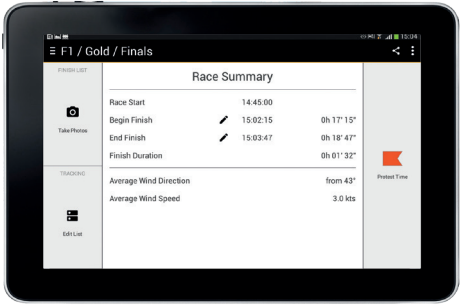 15:04
F1 / Gold / Finals
FINISH LIST
Take Photos
TRACKING
Edit List
Race Summary
Race Start 14:45:00
Begin Finish 15:02:15 0h 17' 15"
End Finish 15:03:47 0h 18' 47"
Finish Duration 0h 01' 32"
Average Wind Direction from 43°
Average Wind Speed 3.0 kts
Protest Time